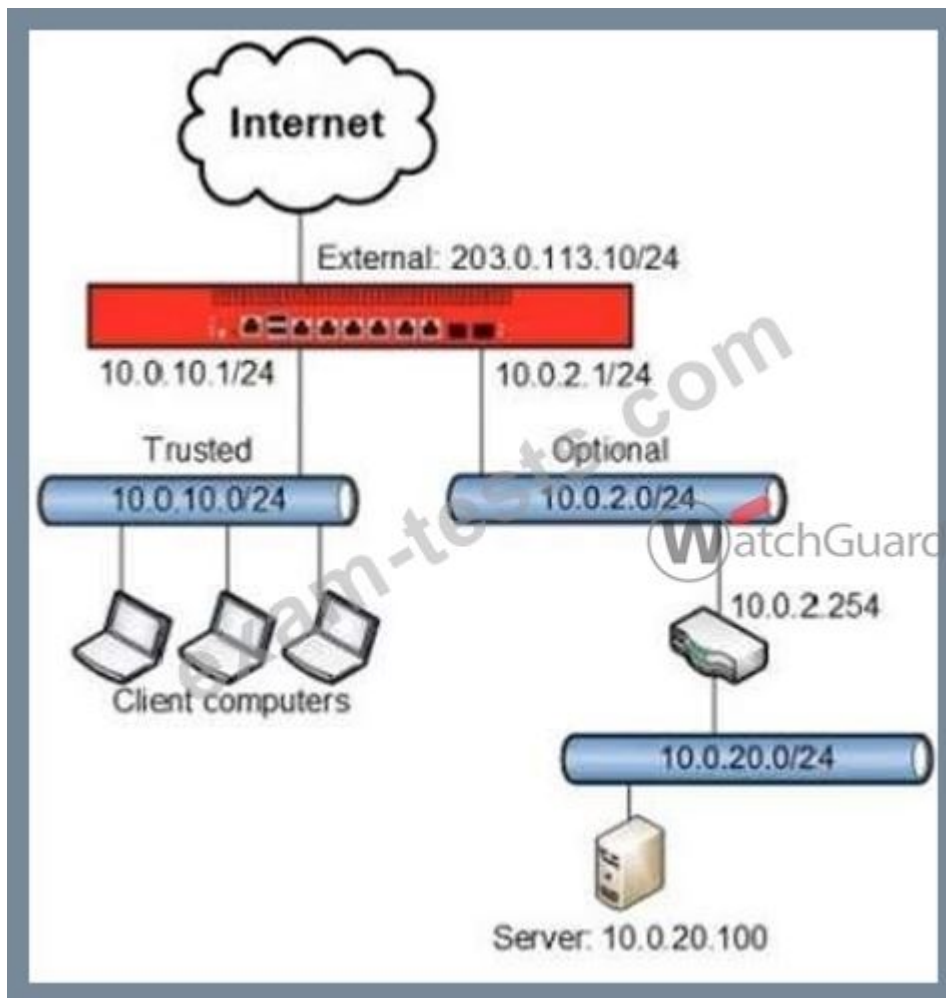 Internet
External: 203.0.113.10/24
10.0.10.1/24
10.0.2.1/24
Trusted
Optional
10.0.10.0/24
10.0.2.0/24
WatchGuard
10.0.2.254
Client computers
10.0.20.0/24
Server: 10.0.20.100
exam-tests.com